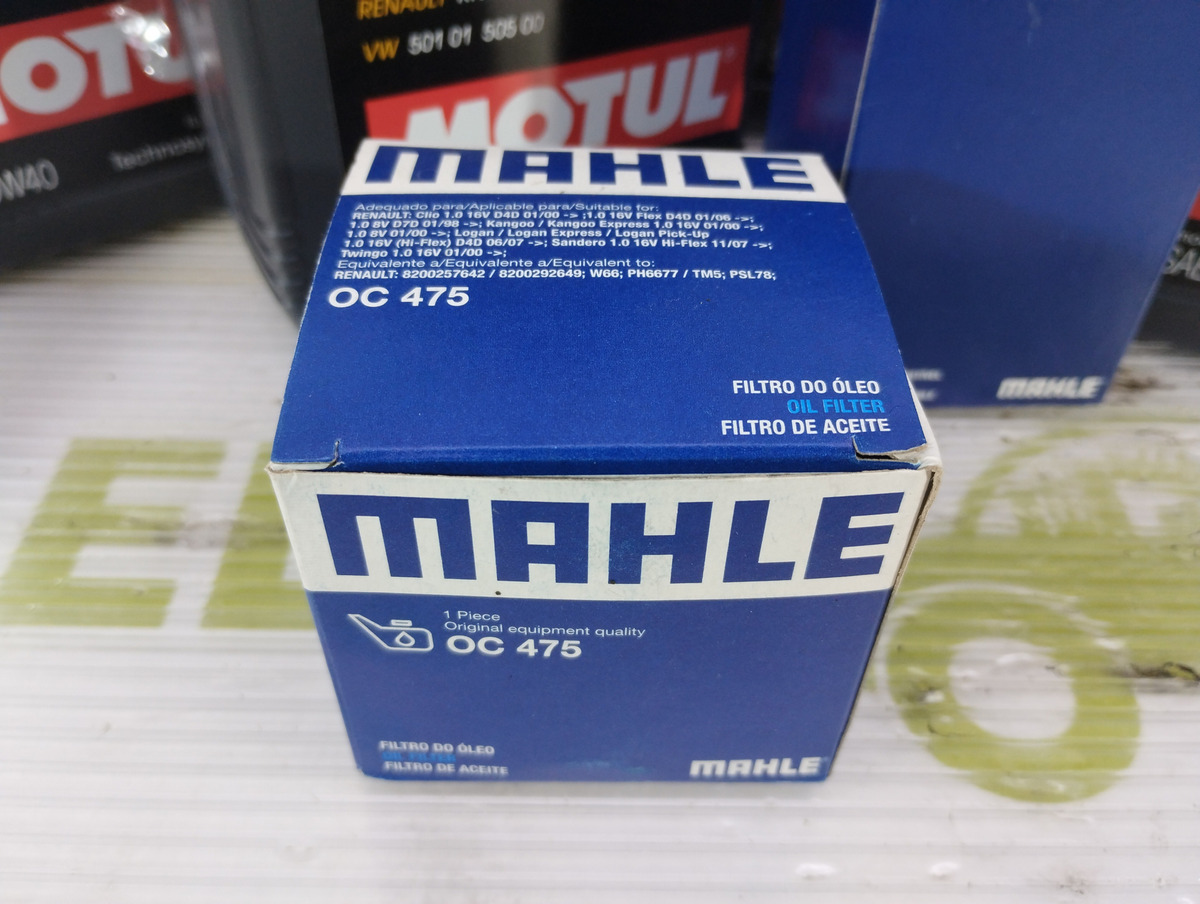 RENAULT
VW S01 01 505 00
MOTUL
MOTUL
W40
MAHLE
Adequado para/Aplicable para/Suitable for:
RENAULT: Clio 1.0 16V D4D 01/00 -> ;1.0 16V Flex D4D 01/06 ->;
1.0 8V D7D 01/98 ->; Kangoo / Kangoo Express 1.0 16V 01/00 ->;
1.0 8V 01/00 ->; Logan / Logan Express / Logan Pick-Up
1.0 16V (Hi-Flex) D4D 06/07 ->; Sandero 1.0 16V Hi-Flex 11/07 ->;
Twingo 1.0 16V 01/00 ->;
Equivalente a/Equivalente a/Equivalent to:
RENAULT: 8200257642 / 8200292649; W66; PH6677 / TM5; PSL78;
OC 475
FILTRO DO ÓLEO
OIL FILTER
FILTRO DE ACEITE
MAHLE
MAHLE
1 Piece
Original equipment quality
OC 475
FILTRO DO ÓLEO
OIL FILTER
FILTRO DE ACEITE
MAHLE